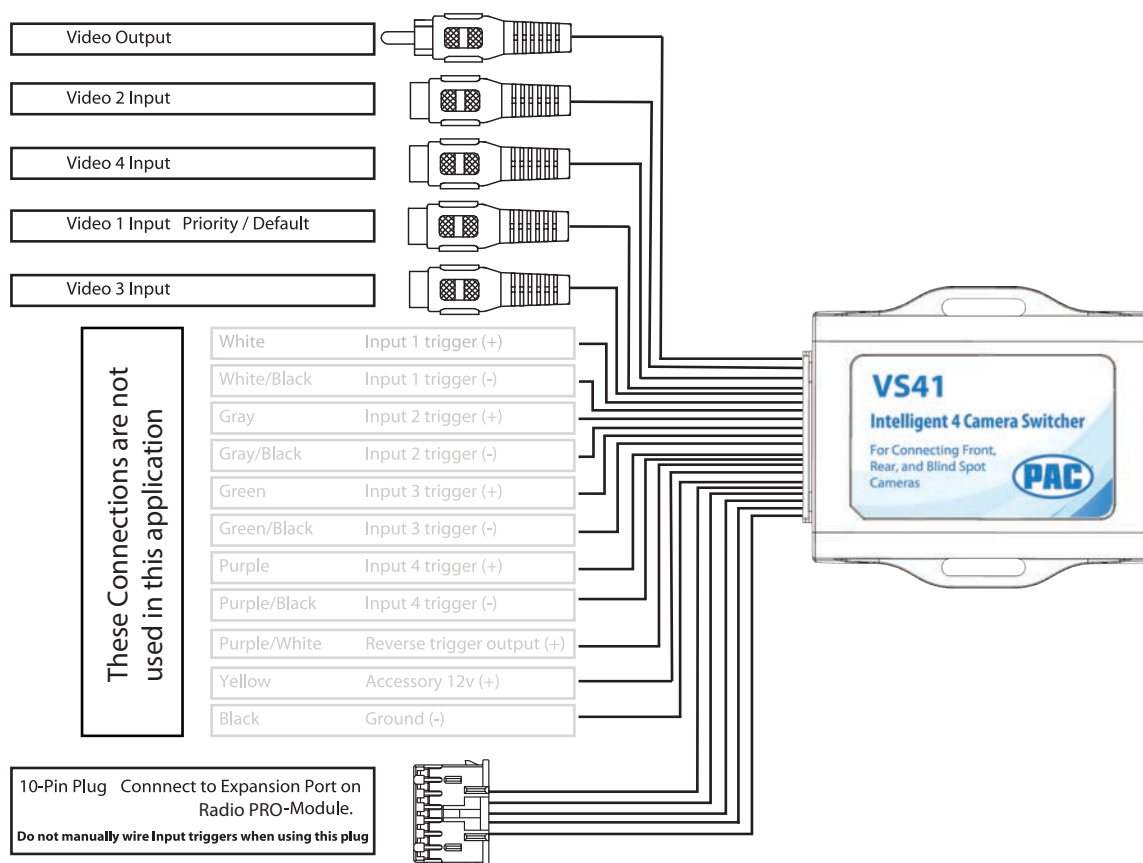 Video Output
Video 2 Input
Video 4 Input
Video 1 Input Priority / Default
Video 3 Input
These Connections are not
used in this application
White Input 1 trigger (+)
White/Black Input 1 trigger (-)
Gray Input 2 trigger (+)
Gray/Black Input 2 trigger (-)
Green Input 3 trigger (+)
Green/Black Input 3 trigger (-)
Purple Input 4 trigger (+)
Purple/Black Input 4 trigger (-)
Purple/White Reverse trigger output (+)
Yellow Accessory 12v (+)
Black Ground (-)
10-Pin Plug Connnect to Expansion Port on
Radio PRO-Module.
Do not manually wire Input triggers when using this plug
VS41
Intelligent 4 Camera Switcher
For Connecting Front,
Rear, and Blind Spot
Cameras
PAC